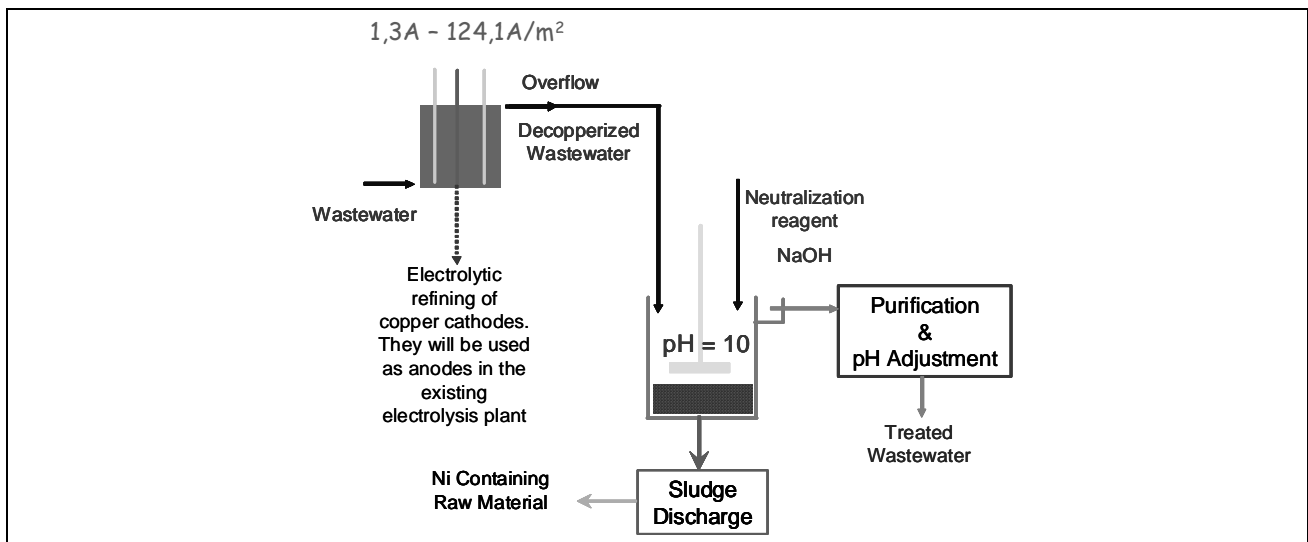 1,3A – 124,1A/m²
Overflow
Decopperized
Wastewater
Wastewater
Electrolytic
refining of
copper cathodes.
They will be used
as anodes in the
existing
electrolysis plant
Neutralization
reagent
NaOH
pH = 10
Purification
&
pH Adjustment
Treated
Wastewater
Ni Containing
Raw Material
Sludge
Discharge